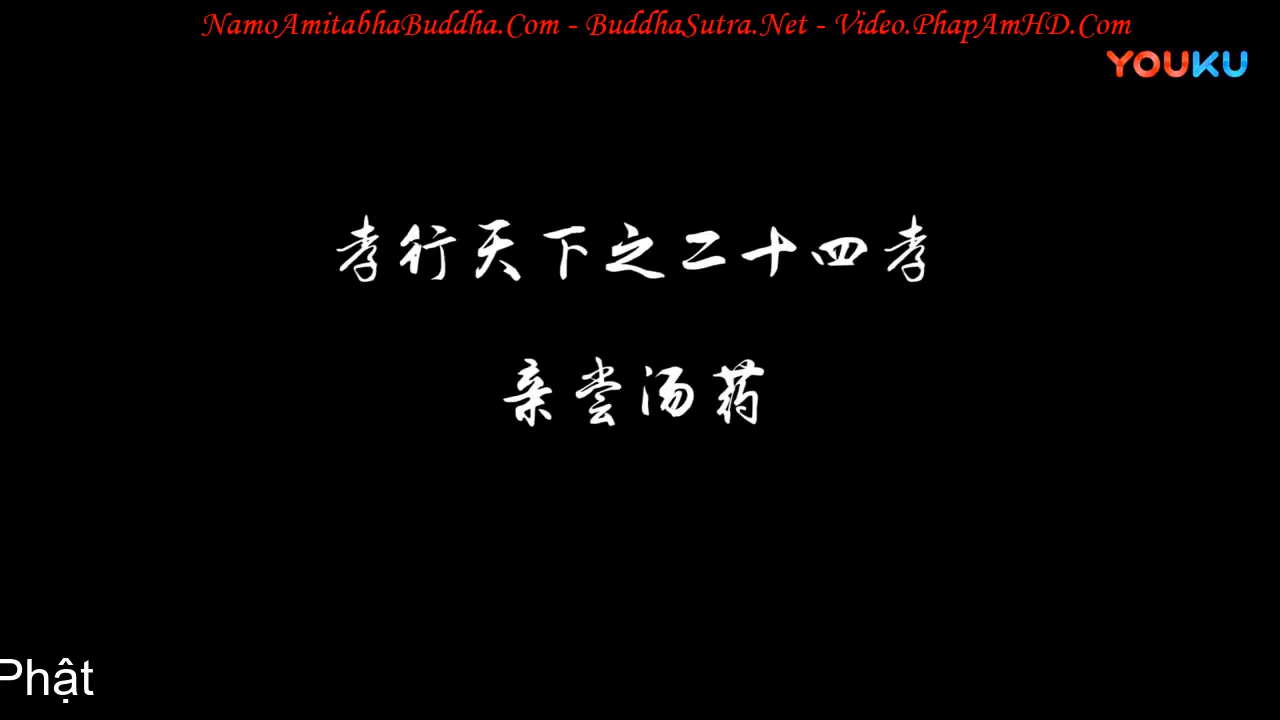 NamoAmitabhaBuddha.Com - BuddhaSutra.Net - Video.PhapAmHD.Com
YOUKU
孝行天下之二十四孝
亲尝汤药
Phật